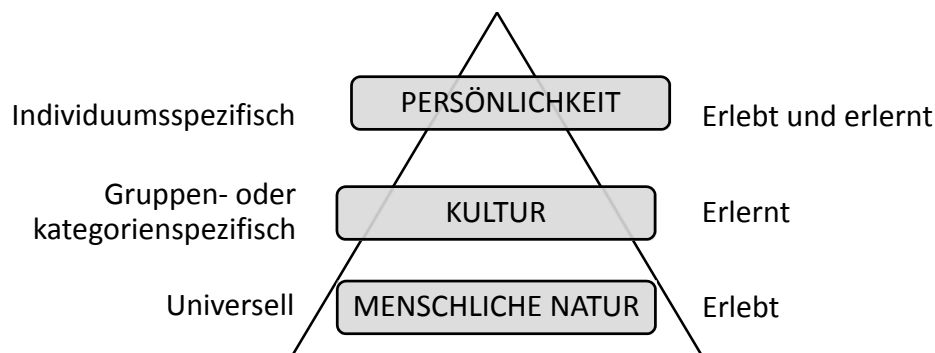 PERSÖNLICHKEIT
Individuumsspezifisch
Erlebt und erlernt
Gruppen- oder
kategorienspezifisch
KULTUR
Erlernt
Universell
MENSCHLICHE NATUR
Erlebt